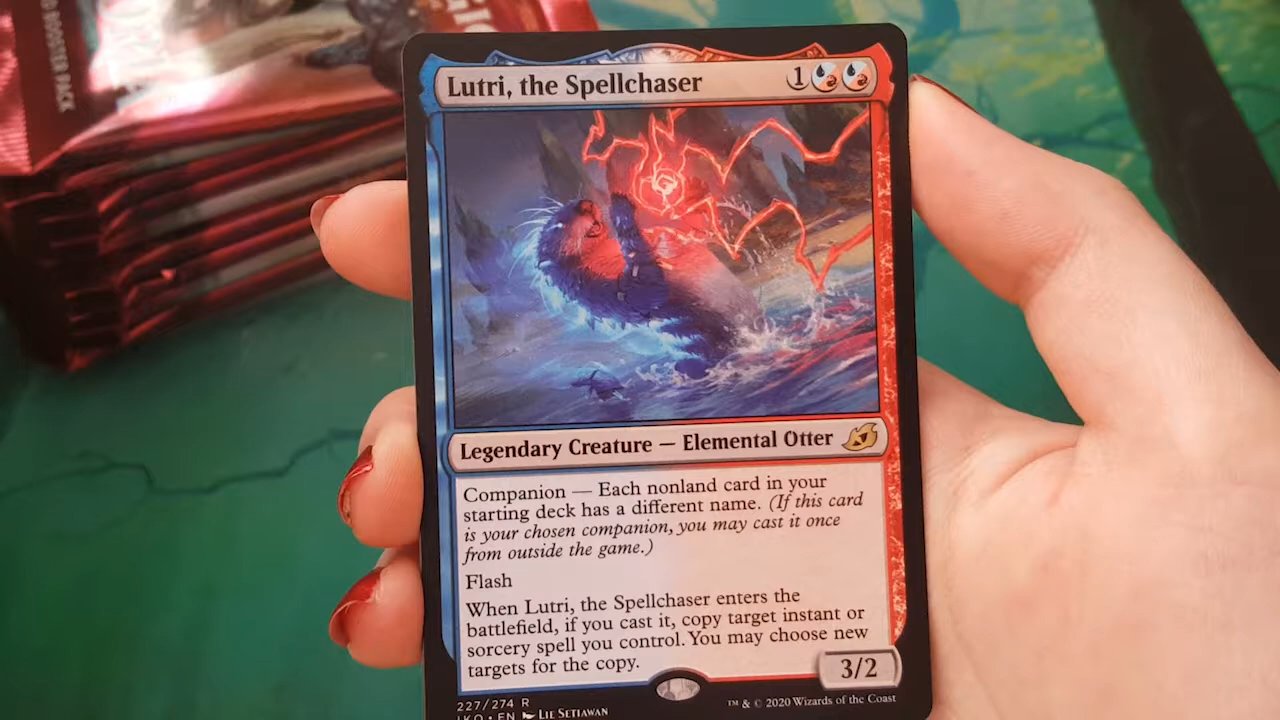 BOOSTER PACK
Lutri, the Spellchaser 1
Legendary Creature — Elemental Otter
Companion — Each nonland card in your
starting deck has a different name. (If this card
is your chosen companion, you may cast it once
from outside the game.)
Flash
When Lutri, the Spellchaser enters the
battlefield, if you cast it, copy target instant or
sorcery spell you control. You may choose new
targets for the copy.
3/2
227/274 R
IKO • EN LIE SETIAWAN
™ & © 2020 Wizards of the Coast